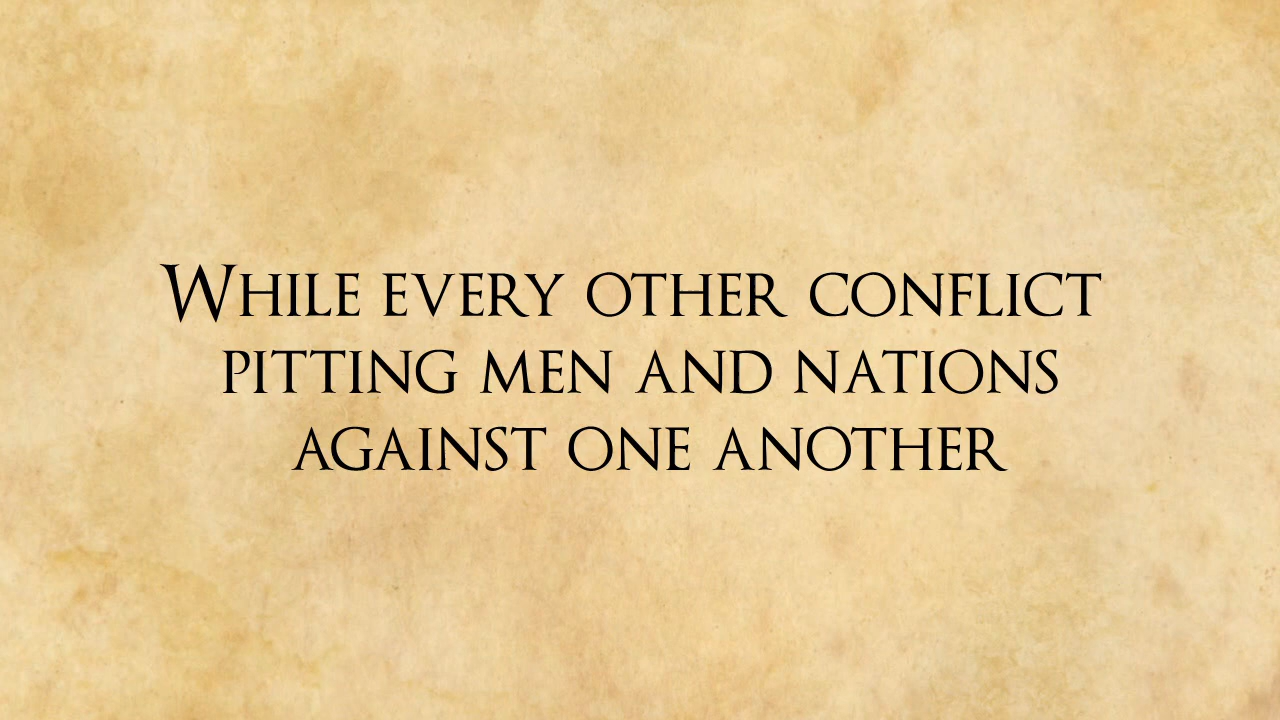 While every other conflict
pitting men and nations
against one another